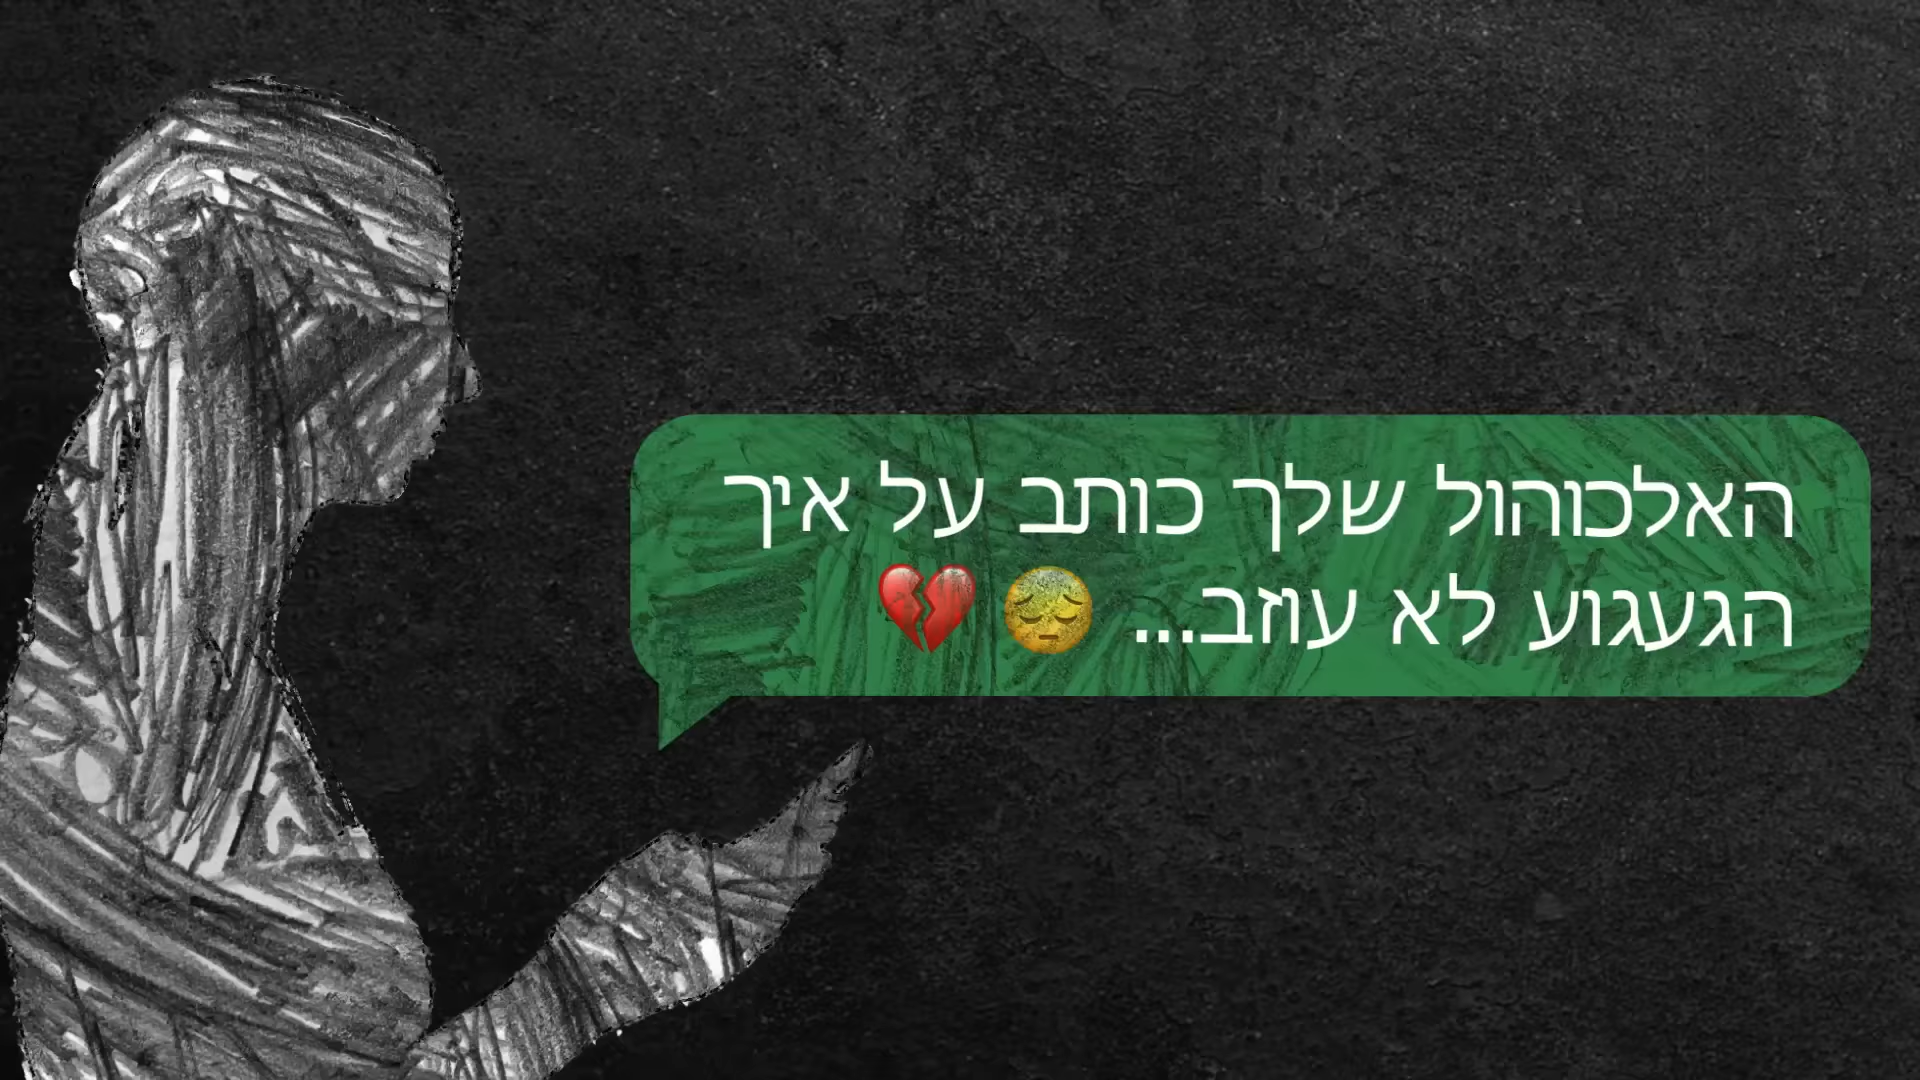 האלכוהול שלך כותב על איך
הגעגוע לא עוזב... 😔 💔